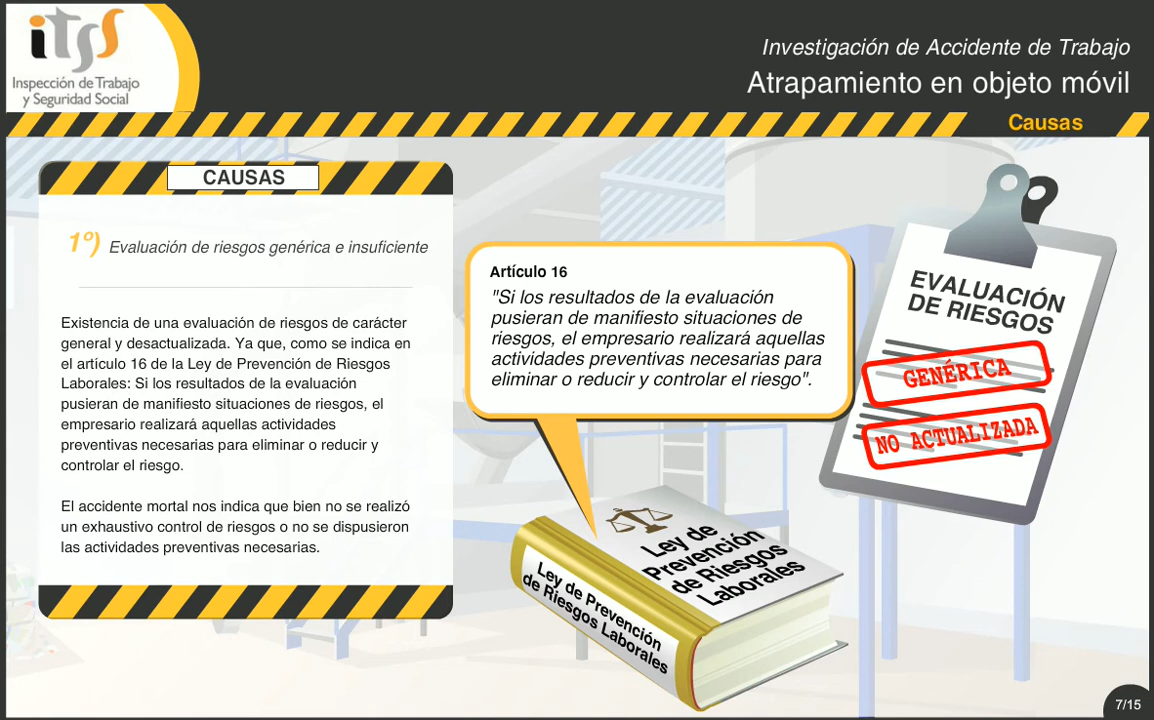 itss
Inspección de Trabajo
y Seguridad Social
Investigación de Accidente de Trabajo
Atrapamiento en objeto móvil
Causas
CAUSAS
1º) Evaluación de riesgos genérica e insuficiente
Existencia de una evaluación de riesgos de carácter
general y desactualizada. Ya que, como se indica en
el artículo 16 de la Ley de Prevención de Riesgos
Laborales: Si los resultados de la evaluación
pusieran de manifiesto situaciones de riesgos, el
empresario realizará aquellas actividades
preventivas necesarias para eliminar o reducir y
controlar el riesgo.
El accidente mortal nos indica que bien no se realizó
un exhaustivo control de riesgos o no se dispusieron
las actividades preventivas necesarias.
Artículo 16
"Si los resultados de la evaluación
pusieran de manifiesto situaciones de
riesgos, el empresario realizará aquellas
actividades preventivas necesarias para
eliminar o reducir y controlar el riesgo".
EVALUACIÓN
DE RIESGOS
GENÉRICA
NO ACTUALIZADA
Ley de
Prevención
de Riesgos
Laborales
Ley de Prevención
de Riesgos Laborales
7/15